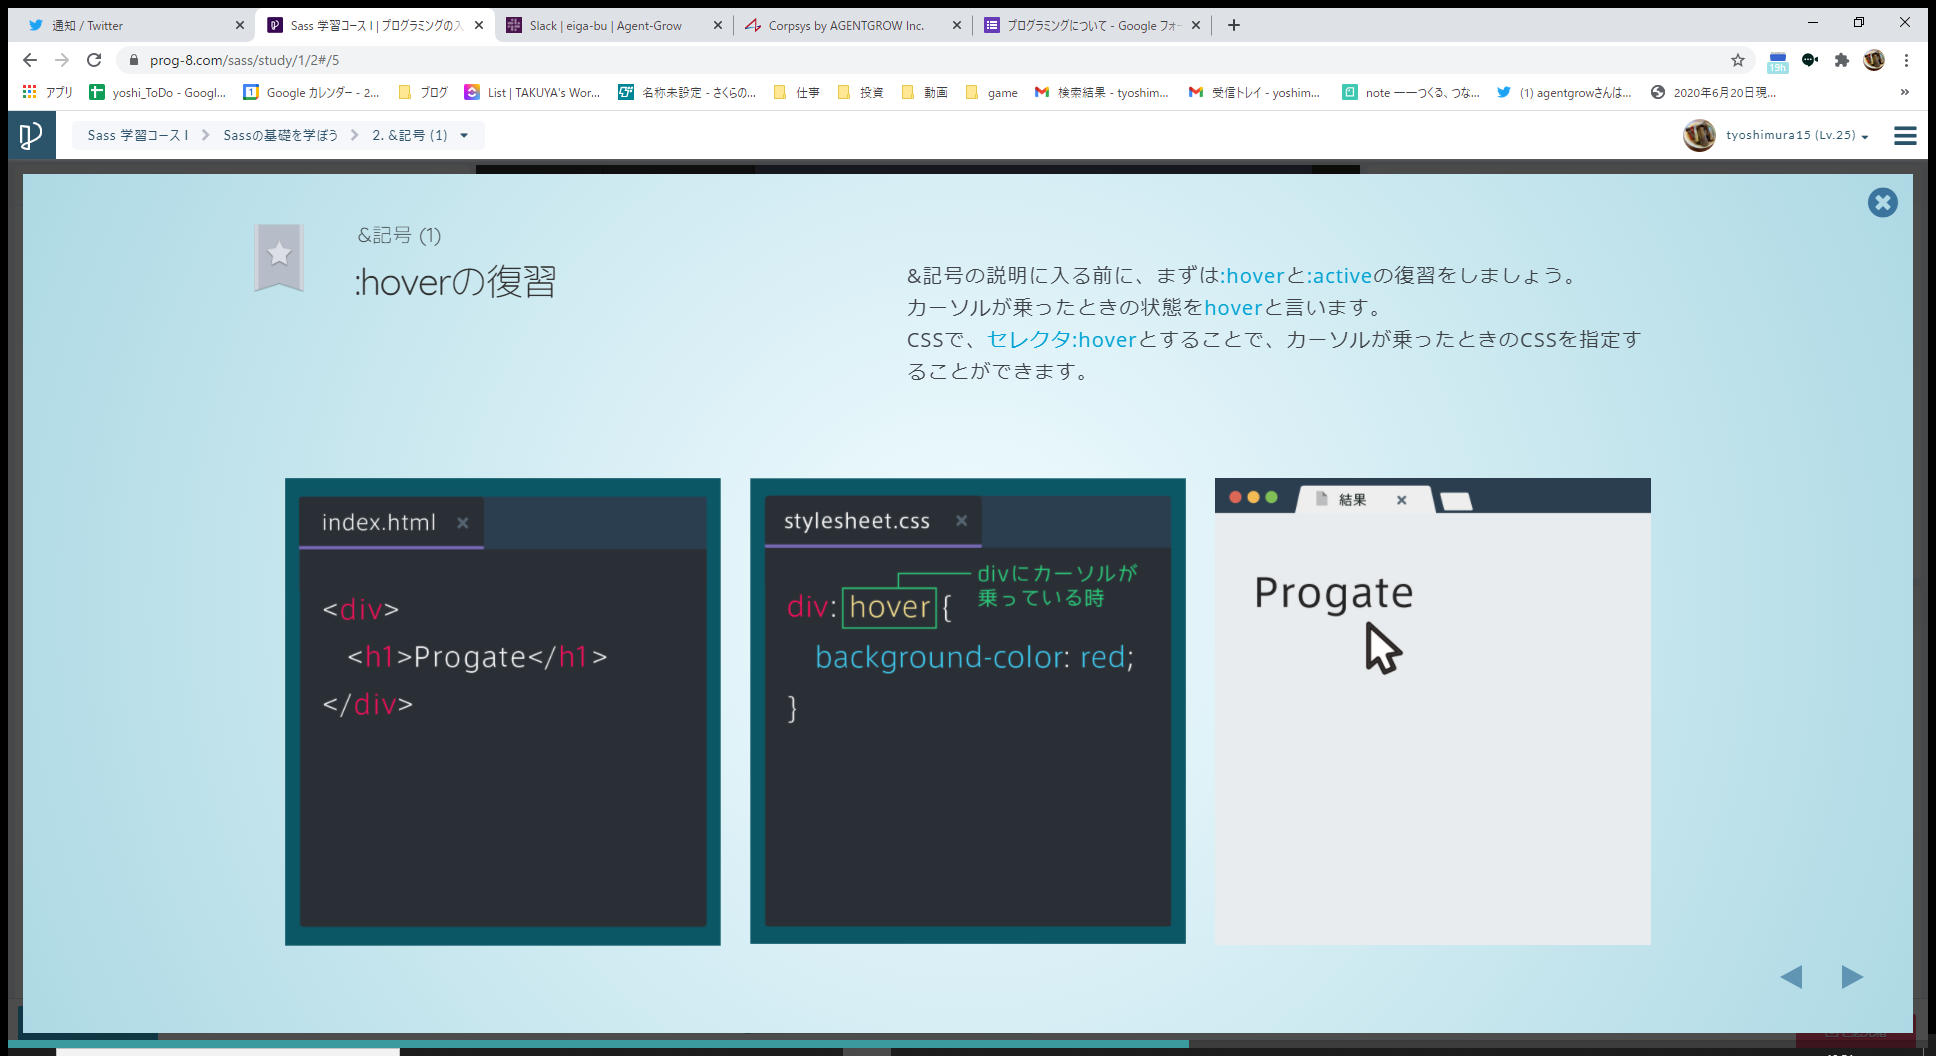 通知 / Twitter
Sass 学習コース I | プログラミングの入
Slack | eiga-bu | Agent-Grow
Corpsys by AGENTGROW Inc.
プログラミングについて - Google フォー
prog-8.com/sass/study/1/2#/5
19h
アプリ
yoshi_ToDo - Googl...
Google カレンダー - 2...
ブログ
List | TAKUYA's Wor...
名称未設定 - さくらの...
仕事
投資
動画
game
検索結果 - tyoshim...
受信トレイ - yoshim...
note ーーつくる、つな...
(1) agentgrowさんは...
2020年6月20日現...
Sass 学習コース I
Sassの基礎を学ぼう
2. &記号 (1)
tyoshimura15 (Lv.25)
&記号 (1)
:hoverの復習
&記号の説明に入る前に、まずは:hoverと:activeの復習をしましょう。
カーソルが乗ったときの状態をhoverと言います。
CSSで、セレクタ:hoverとすることで、カーソルが乗ったときのCSSを指定す
ることができます。
index.html
<div>
<h1>Progate</h1>
</div>
stylesheet.css
divにカーソルが
乗っている時
div:hover {
background-color: red;
}
結果
Progate